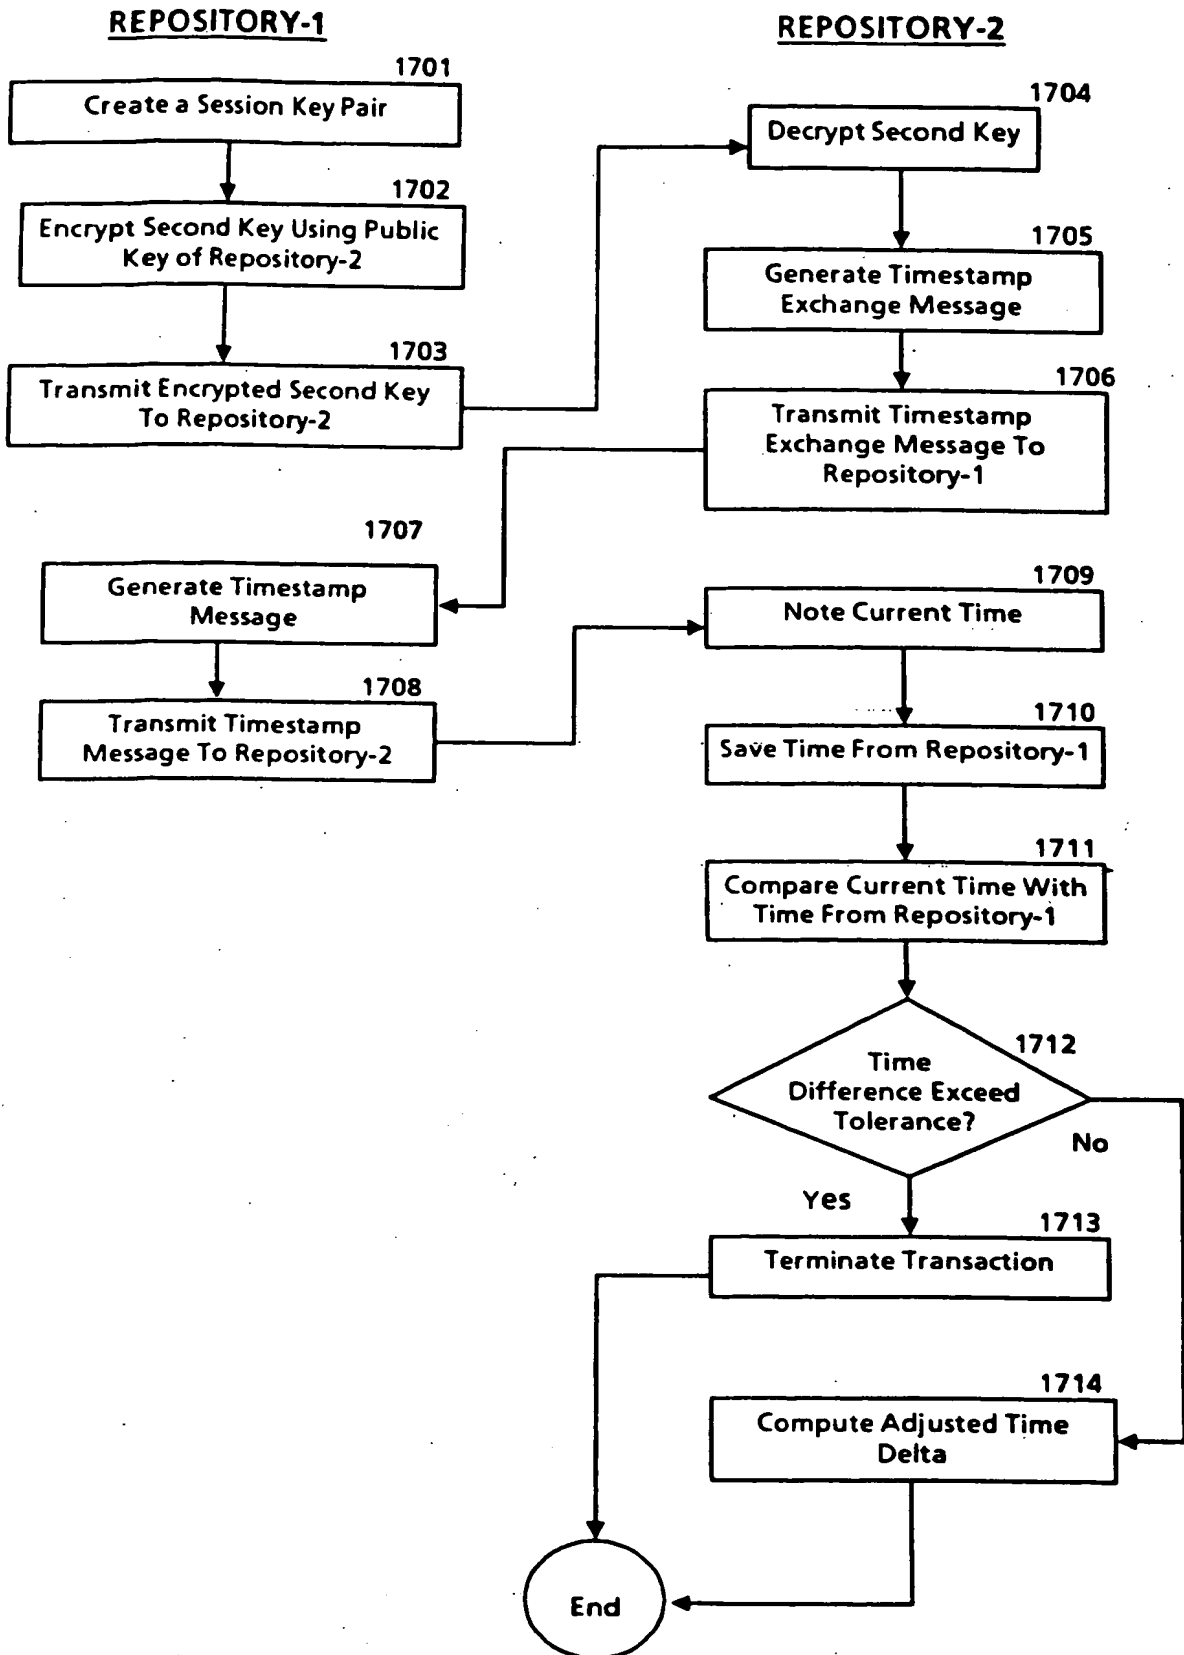 REPOSITORY-1
1701
Create a Session Key Pair
1702
Encrypt Second Key Using Public
Key of Repository-2
1703
Transmit Encrypted Second Key
To Repository-2
REPOSITORY-2
1704
Decrypt Second Key
1705
Generate Timestamp
Exchange Message
1706
Transmit Timestamp
Exchange Message To
Repository-1
1707
Generate Timestamp
Message
1708
Transmit Timestamp
Message To Repository-2
1709
Note Current Time
1710
Save Time From Repository-1
1711
Compare Current Time With
Time From Repository-1
1712
Time
Difference Exceed
Tolerance?
No
Yes
1713
Terminate Transaction
1714
Compute Adjusted Time
Delta
End